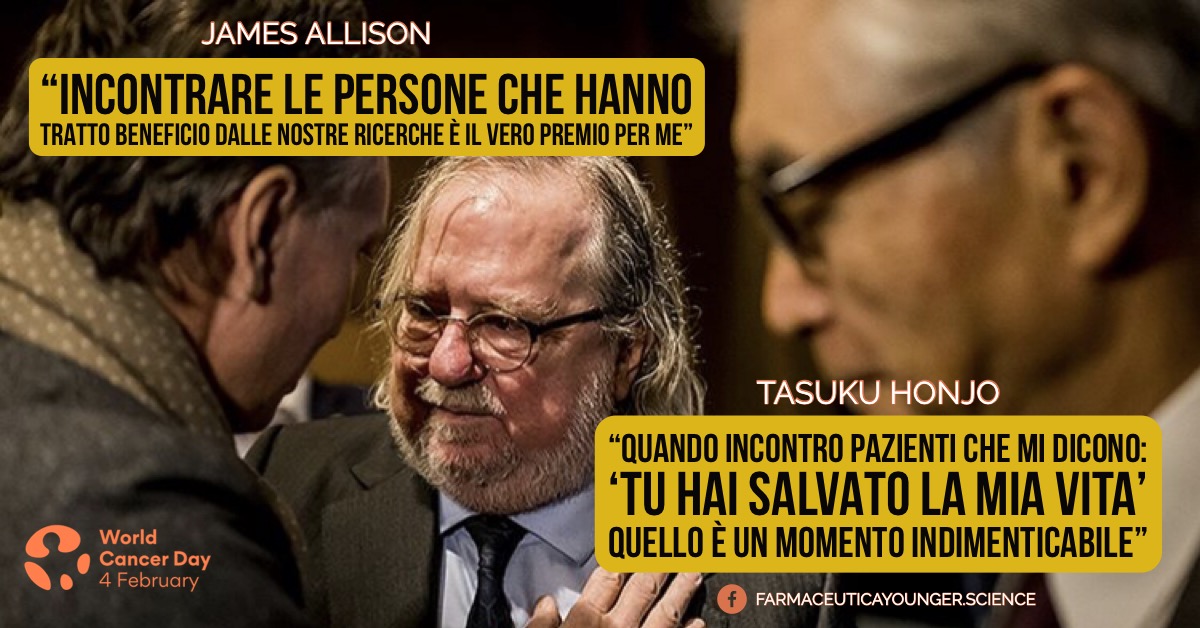 JAMES ALLISON
“INCONTRARE LE PERSONE CHE HANNO
TRATTO BENEFICIO DALLE NOSTRE RICERCHE È IL VERO PREMIO PER ME”
TASUKU HONJO
“QUANDO INCONTRO PAZIENTI CHE MI DICONO:
‘TU HAI SALVATO LA MIA VITA’
QUELLO È UN MOMENTO INDIMENTICABILE”
World
Cancer Day
4 February
FARMACEUTICAYOUNGER.SCIENCE